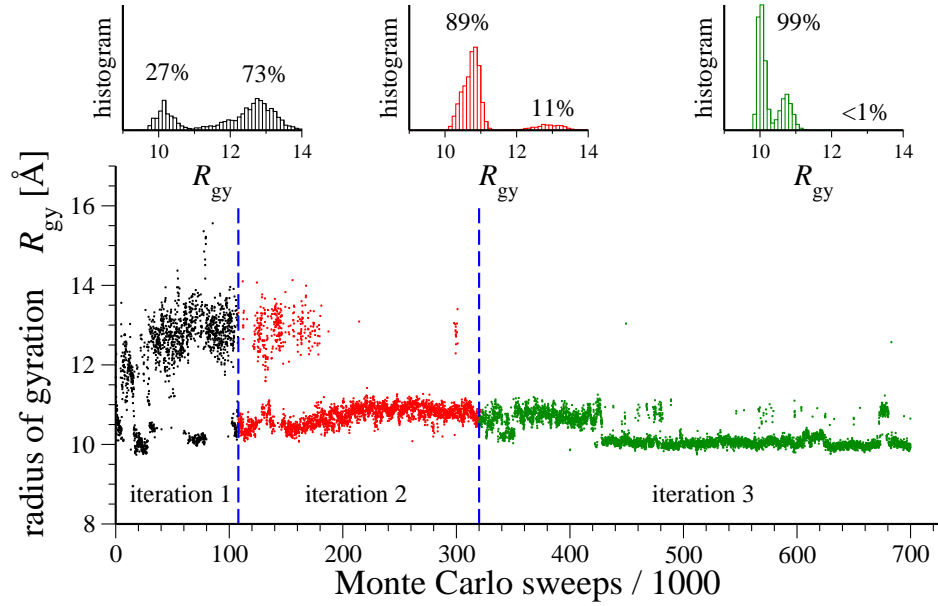 histogram
27%
73%
10 12 14
R_gy
histogram
89%
11%
10 12 14
R_gy
histogram
99%
<1%
10 12 14
R_gy
radius of gyration R_gy [Å]
16
14
12
10
8
iteration 1
iteration 2
iteration 3
0 100 200 300 400 500 600 700
Monte Carlo sweeps / 1000